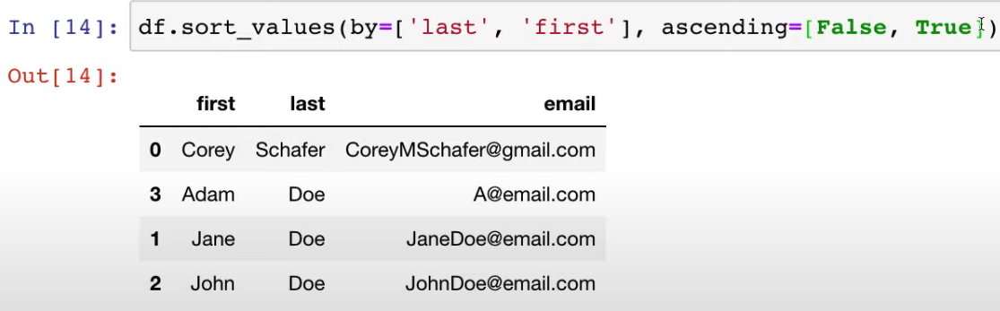 In [14]: df.sort_values(by=['last', 'first'], ascending=[False, True])
Out[14]:
first last email
0 Corey Schafer CoreyMSchafer@gmail.com
3 Adam Doe A@email.com
1 Jane Doe JaneDoe@email.com
2 John Doe JohnDoe@email.com